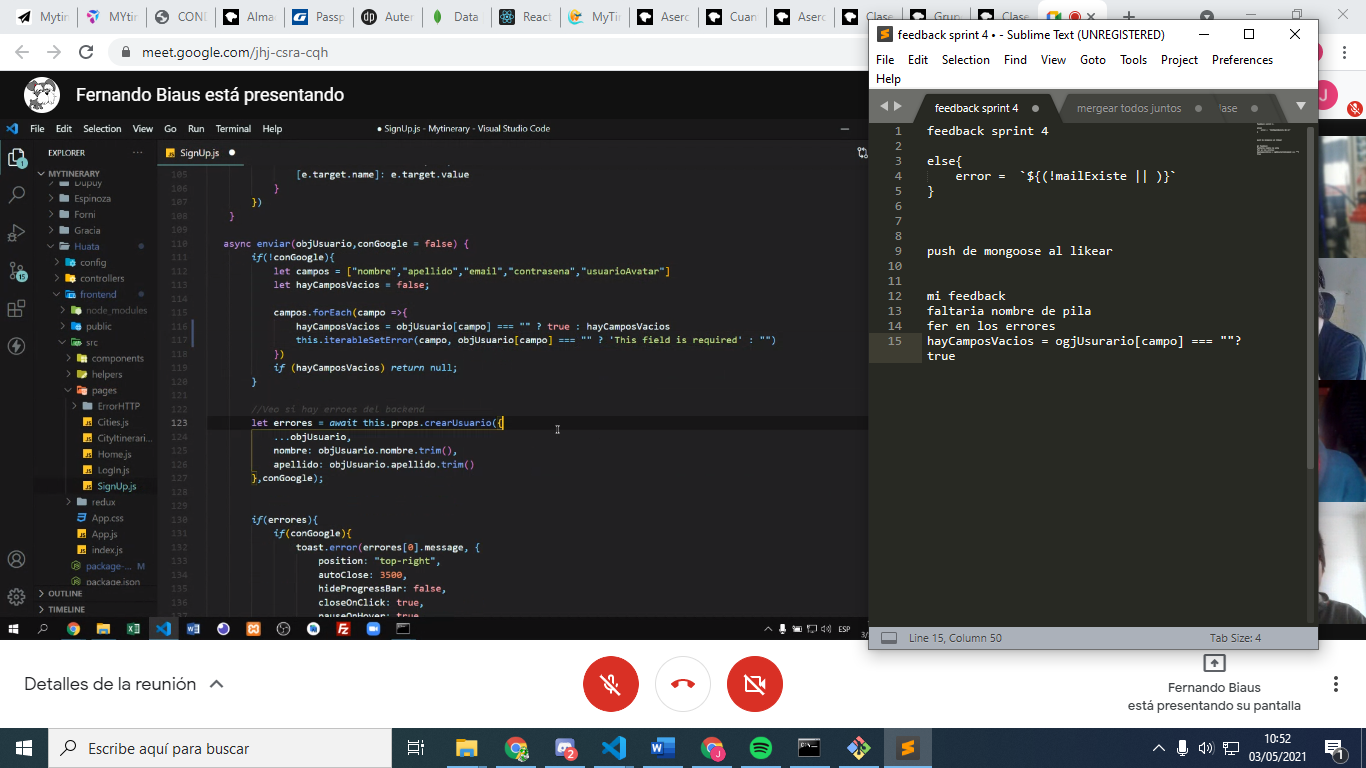 Mytin
MYtir
COND
Almac
Passp
Auten
Data
React
MyTin
Aserc
Cuan
Aserc
Clase
Grup
Clase
meet.google.com/jhj-csra-cqh
Fernando Biaus está presentando
File Edit Selection View Go Run Terminal Help
● SignUp.js - Mytinerary - Visual Studio Code
EXPLORER
MYTINERARY
Dupuy
Espinoza
Forni
Gracia
Huata
config
controllers
frontend
node_modules
public
src
components
helpers
pages
ErrorHTTP
Cities.js
CityItinerari...
Home.js
LogIn.js
SignUp.js
redux
App.css
App.js
index.js
package-... M
package.json
OUTLINE
TIMELINE
1
15
SignUp.js
105 [e.target.name]: e.target.value
106 }
107 })
108 }
109
110 async enviar(objUsuario,conGoogle = false) {
111 if(!conGoogle){
112 let campos = ["nombre","apellido","email","contrasena","usuarioAvatar"]
113 let hayCamposVacios = false;
114
115 campos.forEach(campo =>{
116 hayCamposVacios = objUsuario[campo] === "" ? true : hayCamposVacios
117 this.iterableSetError(campo, objUsuario[campo] === "" ? 'This field is required' : "")
118 })
119 if (hayCamposVacios) return null;
120 }
121
122 //Veo si hay erroes del backend
123 let errores = await this.props.crearUsuario({
124 ...objUsuario,
125 nombre: objUsuario.nombre.trim(),
126 apellido: objUsuario.apellido.trim()
127 },conGoogle);
128
129
130 if(errores){
131 if(conGoogle){
132 toast.error(errores[0].message, {
133 position: "top-right",
134 autoClose: 3500,
135 hideProgressBar: false,
136 closeOnClick: true,
137 pauseOnHover: true,
ESP
3/
feedback sprint 4 • - Sublime Text (UNREGISTERED)
File Edit Selection Find View Goto Tools Project Preferences
Help
feedback sprint 4
mergear todos juntos
lase
1 feedback sprint 4
2
3 else{
4 error = `${(!mailExiste || )}`
5 }
6
7
8
9 push de mongoose al likear
10
11
12 mi feedback
13 faltaria nombre de pila
14 fer en los errores
15 hayCamposVacios = ogjUsurario[campo] === ""?
true
Line 15, Column 50
Tab Size: 4
J
Detalles de la reunión
Fernando Biaus
está presentando su pantalla
Escribe aquí para buscar
2
J
10:52
03/05/2021
1